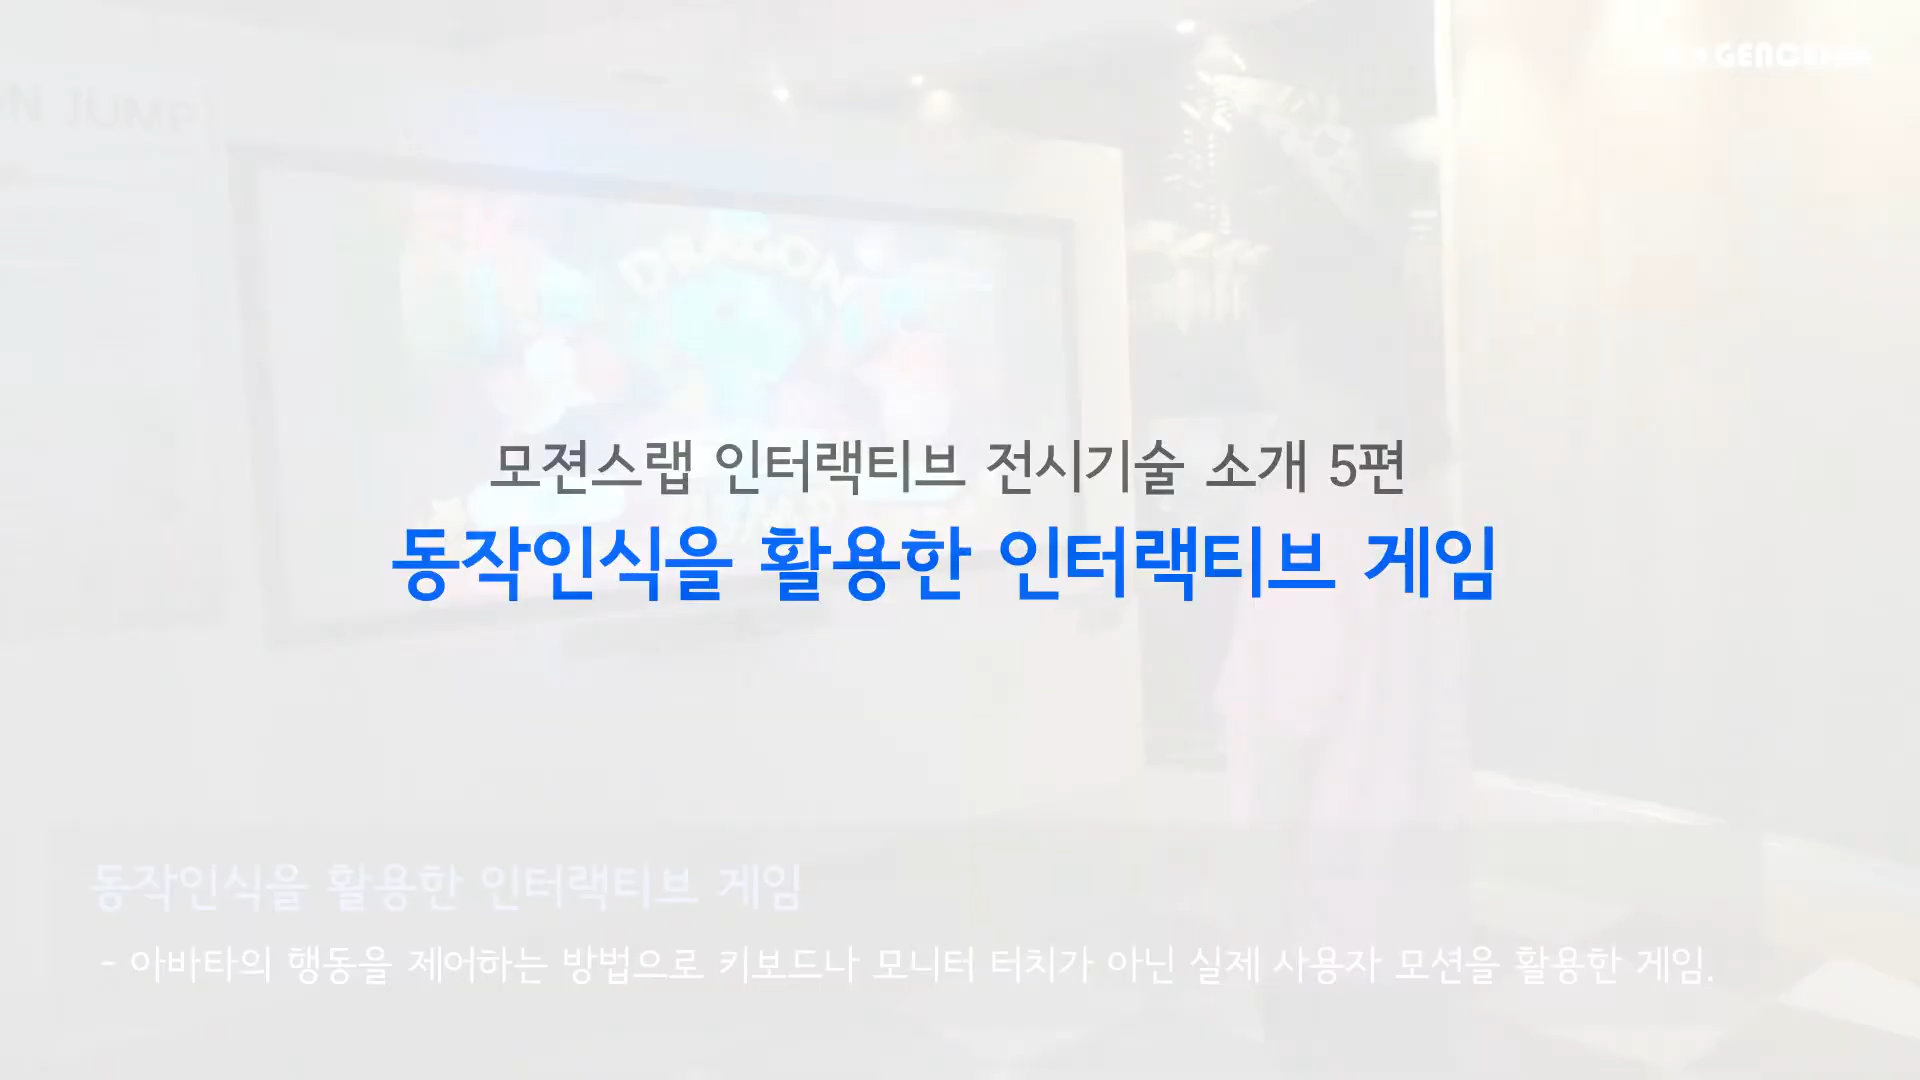 JUMP
DRAGON
모젼스랩 인터랙티브 전시기술 소개 5편
동작인식을 활용한 인터랙티브 게임
동작인식을 활용한 인터랙티브 게임
- 아바타의 행동을 제어하는 방법으로 키보드나 모니터 터치가 아닌 실제 사용자 모션을 활용한 게임.